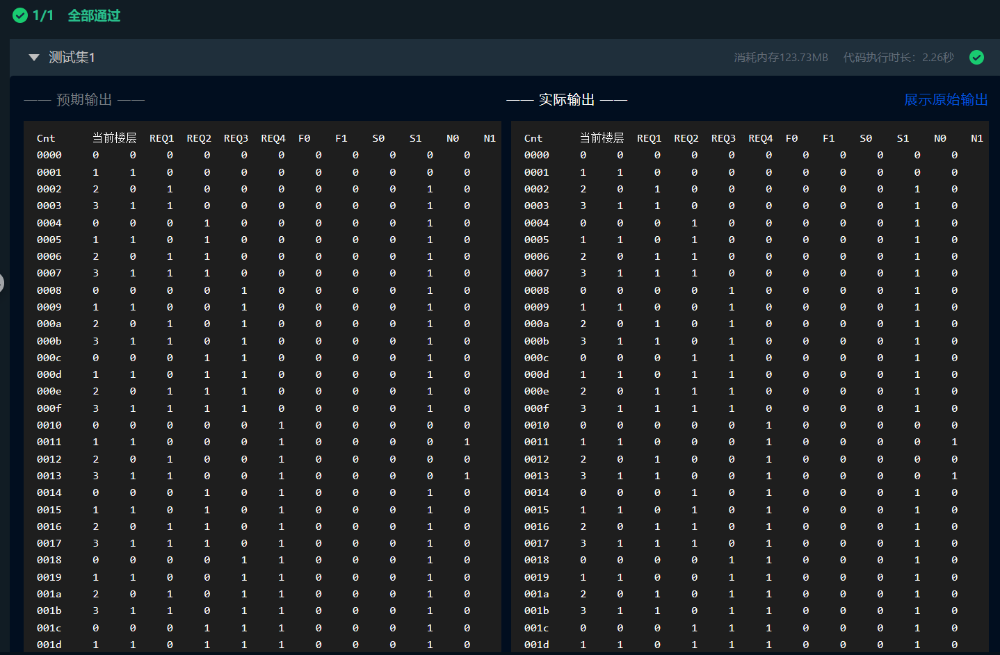 1/1 全部通过
测试集1 消耗内存123.73MB 代码执行时长：2.26秒
—— 预期输出 —— —— 实际输出 —— 展示原始输出
Cnt 当前楼层 REQ1 REQ2 REQ3 REQ4 F0 F1 S0 S1 N0 N1 Cnt 当前楼层 REQ1 REQ2 REQ3 REQ4 F0 F1 S0 S1 N0 N1
0000 0 0 0 0 0 0 0 0 0 0 0 0000 0 0 0 0 0 0 0 0 0 0 0
0001 1 1 0 0 0 0 0 0 0 0 0 0001 1 1 0 0 0 0 0 0 0 0 0
0002 2 0 1 0 0 0 0 0 0 1 0 0002 2 0 1 0 0 0 0 0 0 1 0
0003 3 1 1 0 0 0 0 0 0 1 0 0003 3 1 1 0 0 0 0 0 0 1 0
0004 0 0 0 1 0 0 0 0 0 1 0 0004 0 0 0 1 0 0 0 0 0 1 0
0005 1 1 0 1 0 0 0 0 0 1 0 0005 1 1 0 1 0 0 0 0 0 1 0
0006 2 0 1 1 0 0 0 0 0 1 0 0006 2 0 1 1 0 0 0 0 0 1 0
0007 3 1 1 1 0 0 0 0 0 1 0 0007 3 1 1 1 0 0 0 0 0 1 0
0008 0 0 0 0 1 0 0 0 0 1 0 0008 0 0 0 0 1 0 0 0 0 1 0
0009 1 1 0 0 1 0 0 0 0 1 0 0009 1 1 0 0 1 0 0 0 0 1 0
000a 2 0 1 0 1 0 0 0 0 1 0 000a 2 0 1 0 1 0 0 0 0 1 0
000b 3 1 1 0 1 0 0 0 0 1 0 000b 3 1 1 0 1 0 0 0 0 1 0
000c 0 0 0 1 1 0 0 0 0 1 0 000c 0 0 0 1 1 0 0 0 0 1 0
000d 1 1 0 1 1 0 0 0 0 1 0 000d 1 1 0 1 1 0 0 0 0 1 0
000e 2 0 1 1 1 0 0 0 0 1 0 000e 2 0 1 1 1 0 0 0 0 1 0
000f 3 1 1 1 1 0 0 0 0 1 0 000f 3 1 1 1 1 0 0 0 0 1 0
0010 0 0 0 0 0 1 0 0 0 0 0 0010 0 0 0 0 0 1 0 0 0 0 0
0011 1 1 0 0 0 1 0 0 0 0 1 0011 1 1 0 0 0 1 0 0 0 0 1
0012 2 0 1 0 0 1 0 0 0 0 0 0012 2 0 1 0 0 1 0 0 0 0 0
0013 3 1 1 0 0 1 0 0 0 0 1 0013 3 1 1 0 0 1 0 0 0 0 1
0014 0 0 0 1 0 1 0 0 0 1 0 0014 0 0 0 1 0 1 0 0 0 1 0
0015 1 1 0 1 0 1 0 0 0 1 0 0015 1 1 0 1 0 1 0 0 0 1 0
0016 2 0 1 1 0 1 0 0 0 1 0 0016 2 0 1 1 0 1 0 0 0 1 0
0017 3 1 1 1 0 1 0 0 0 1 0 0017 3 1 1 1 0 1 0 0 0 1 0
0018 0 0 0 0 1 1 0 0 0 1 0 0018 0 0 0 0 1 1 0 0 0 1 0
0019 1 1 0 0 1 1 0 0 0 1 0 0019 1 1 0 0 1 1 0 0 0 1 0
001a 2 0 1 0 1 1 0 0 0 1 0 001a 2 0 1 0 1 1 0 0 0 1 0
001b 3 1 1 0 1 1 0 0 0 1 0 001b 3 1 1 0 1 1 0 0 0 1 0
001c 0 0 0 1 1 1 0 0 0 1 0 001c 0 0 0 1 1 1 0 0 0 1 0
001d 1 1 0 1 1 1 0 0 0 1 0 001d 1 1 0 1 1 1 0 0 0 1 0